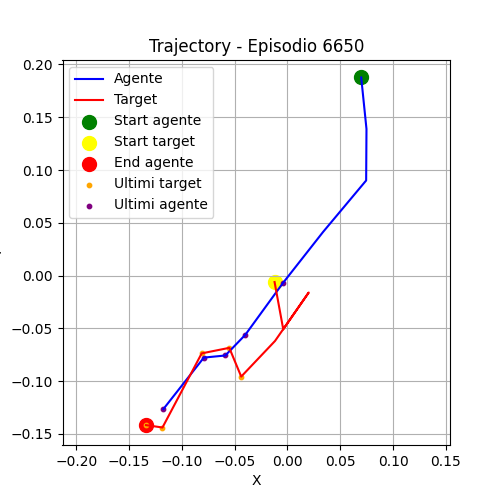 Trajectory - Episodio 6650
Agente
Target
Start agente
Start target
End agente
Ultimi target
Ultimi agente
0.20
0.15
0.10
0.05
0.00
−0.05
−0.10
−0.15
−0.20 −0.15 −0.10 −0.05 0.00 0.05 0.10 0.15
X